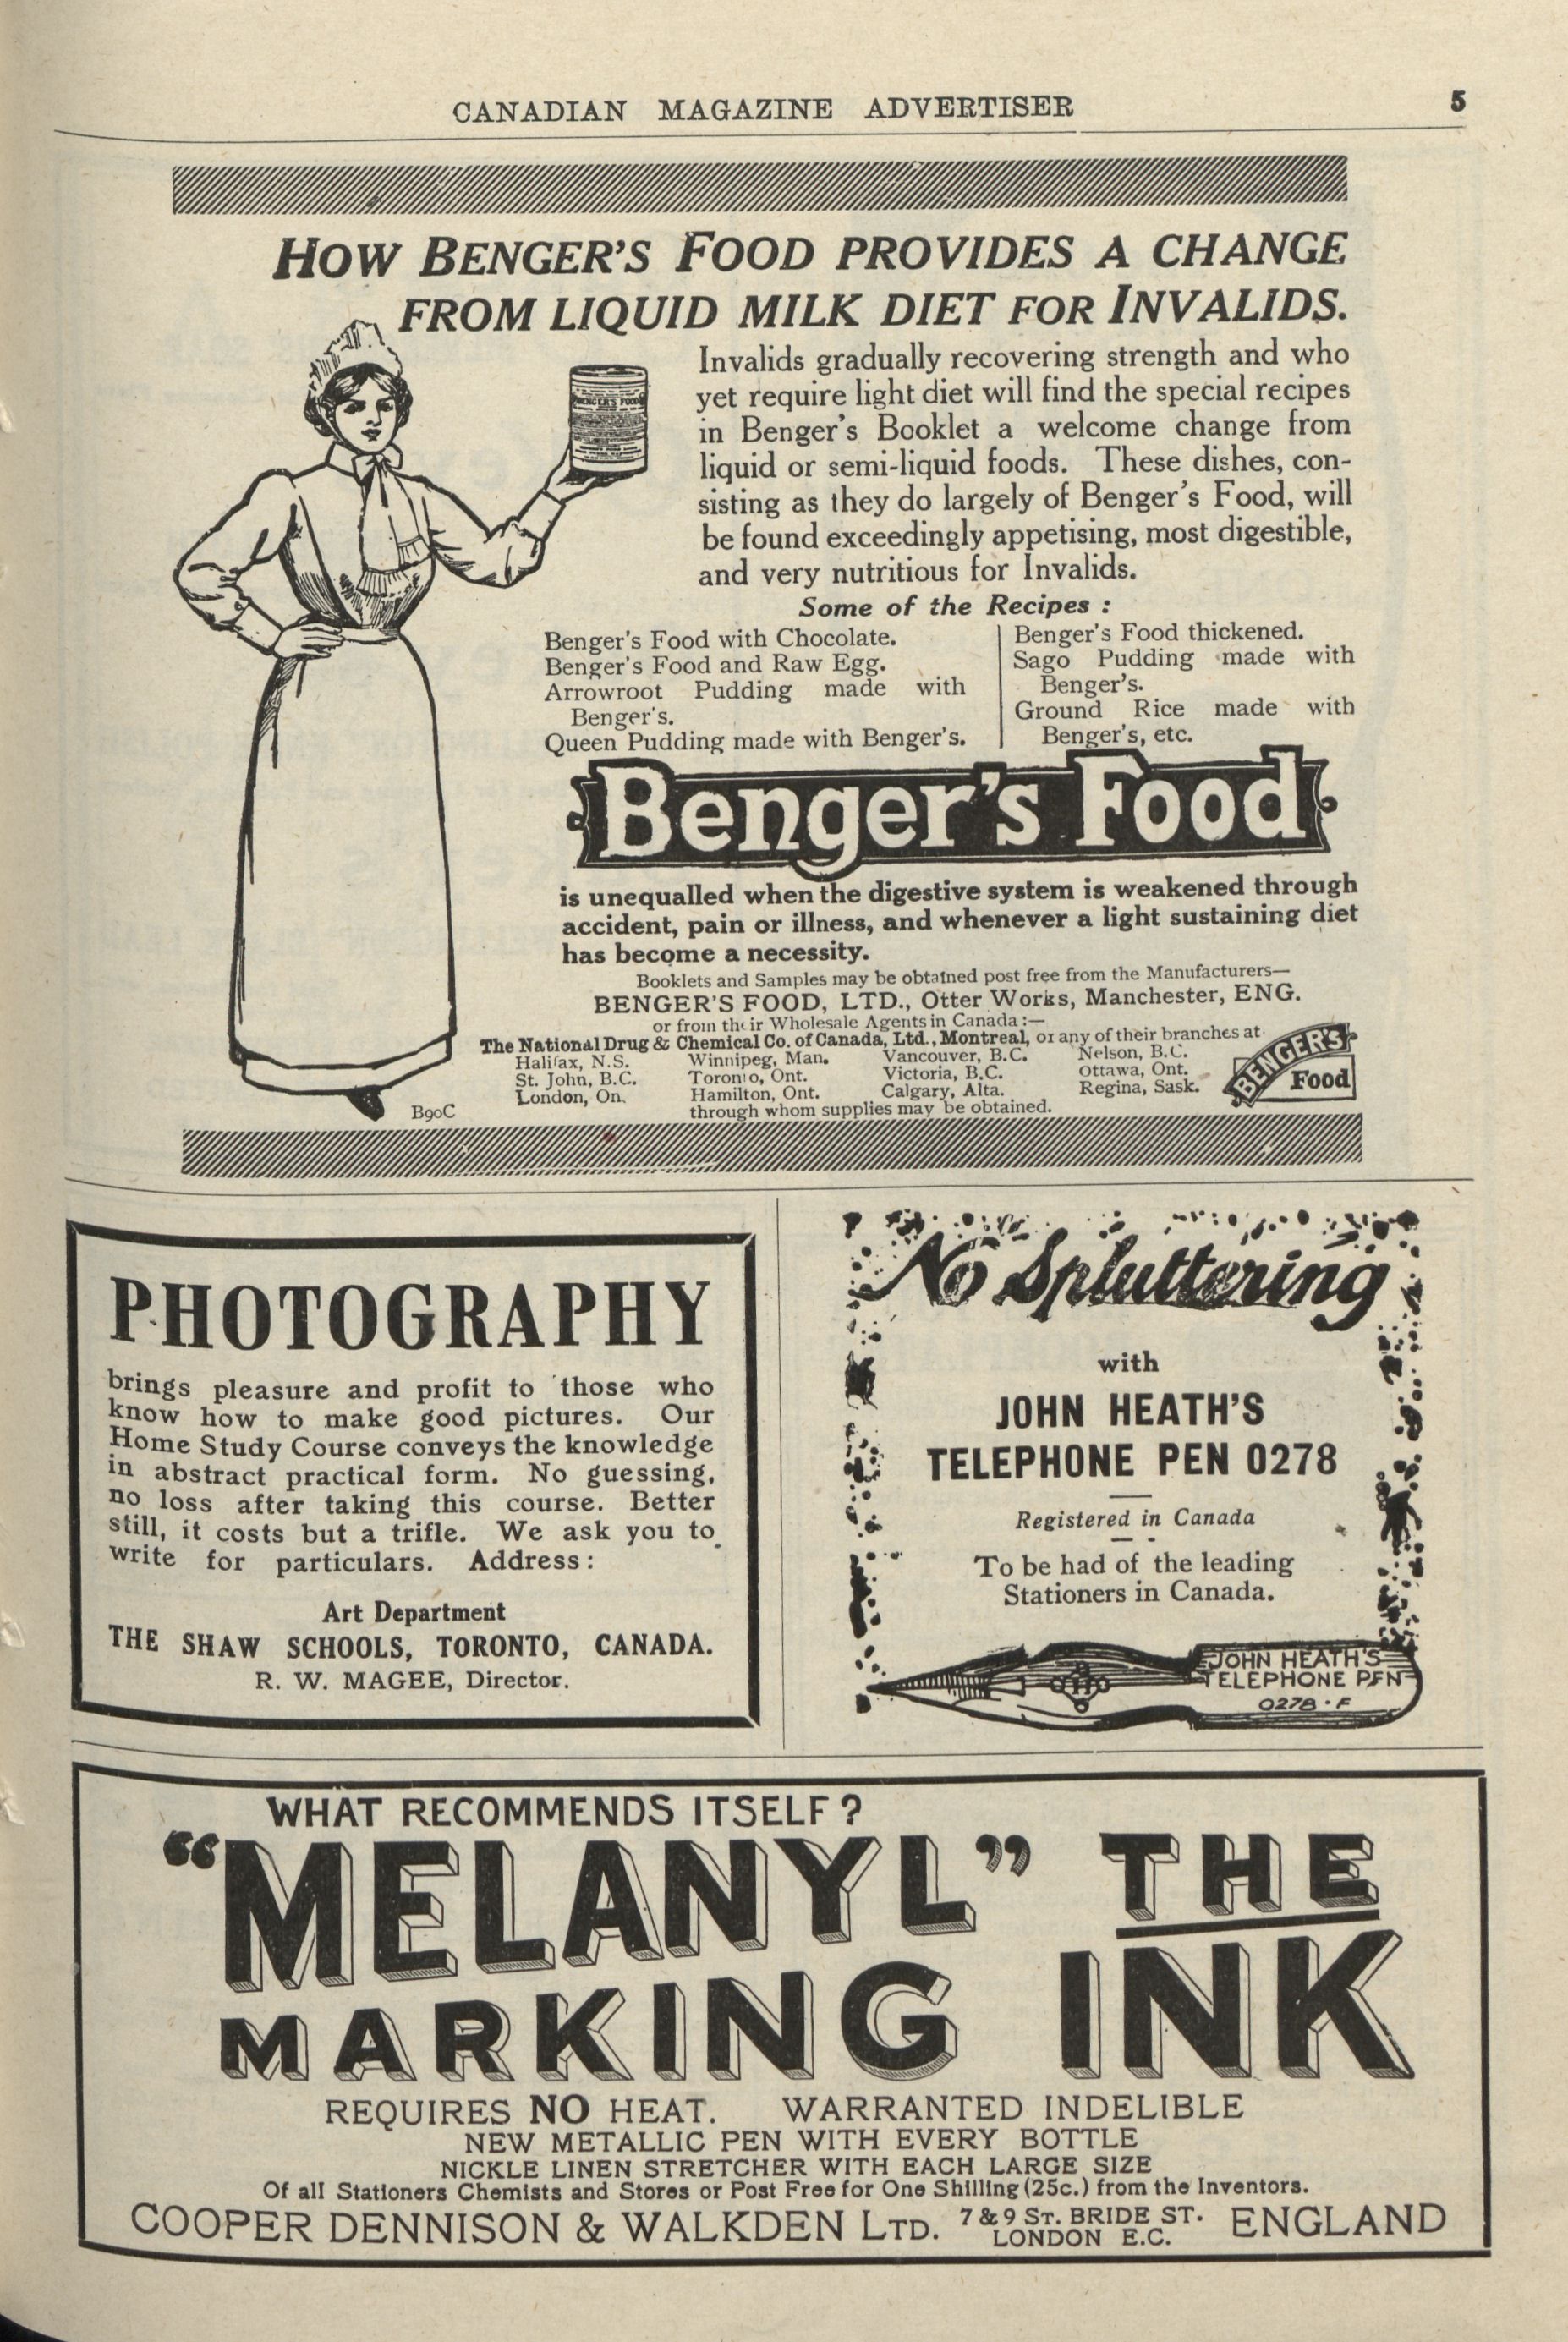 CANADIAN MAGAZINE ADVERTISER 5
HOW BENGER'S FOOD PROVIDES A CHANGE
FROM LIQUID MILK DIET FOR INVALIDS.
BENGER'S FOOD
Invalids gradually recovering strength and who
yet require light diet will find the special recipes
in Benger's Booklet a welcome change from
liquid or semi-liquid foods. These dishes, con-
sisting as they do largely of Benger's Food, will
be found exceedingly appetising, most digestible,
and very nutritious for Invalids.
Some of the Recipes :
Benger's Food with Chocolate.
Benger's Food and Raw Egg.
Arrowroot Pudding made with
Benger's.
Queen Pudding made with Benger's.
Benger's Food thickened.
Sago Pudding made with
Benger's.
Ground Rice made with
Benger's, etc.
Benger's Food
is unequalled when the digestive system is weakened through
accident, pain or illness, and whenever a light sustaining diet
has become a necessity.
Booklets and Samples may be obtained post free from the Manufacturers—
BENGER'S FOOD, LTD., Otter Works, Manchester, ENG.
or from their Wholesale Agents in Canada :—
The National Drug & Chemical Co. of Canada, Ltd., Montreal, or any of their branches at
Halifax, N.S. Winnipeg, Man. Vancouver, B.C. Nelson, B.C.
St. John, B.C. Toronto, Ont. Victoria, B.C. Ottawa, Ont.
London, On. Hamilton, Ont. Calgary, Alta. Regina, Sask.
through whom supplies may be obtained.
BENGER'S
Food
B90C
PHOTOGRAPHY
brings pleasure and profit to those who
know how to make good pictures. Our
Home Study Course conveys the knowledge
in abstract practical form. No guessing,
no loss after taking this course. Better
still, it costs but a trifle. We ask you to
write for particulars. Address:
Art Department
THE SHAW SCHOOLS, TORONTO, CANADA.
R. W. MAGEE, Director.
No Spluttering
with
JOHN HEATH'S
TELEPHONE PEN 0278
Registered in Canada
To be had of the leading
Stationers in Canada.
JOHN HEATH'S
TELEPHONE PEN
0278 · F
WHAT RECOMMENDS ITSELF?
"MELANYL" THE
MARKING INK
REQUIRES NO HEAT. WARRANTED INDELIBLE
NEW METALLIC PEN WITH EVERY BOTTLE
NICKLE LINEN STRETCHER WITH EACH LARGE SIZE
Of all Stationers Chemists and Stores or Post Free for One Shilling (25c.) from the Inventors.
COOPER DENNISON & WALKDEN LTD. 7 & 9 ST. BRIDE ST. LONDON E.C. ENGLAND